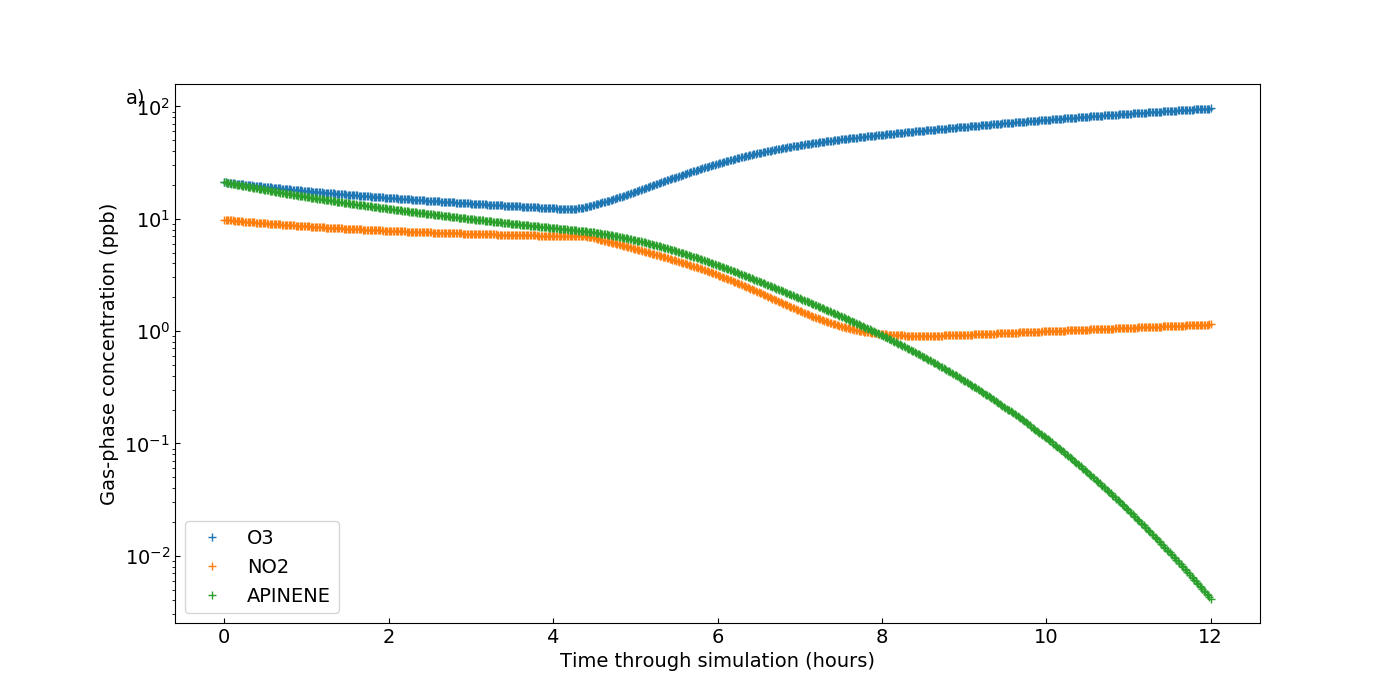 a)
10²
10¹
10⁰
10⁻¹
10⁻²
Gas-phase concentration (ppb)
O3
NO2
APINENE
0 2 4 6 8 10 12
Time through simulation (hours)